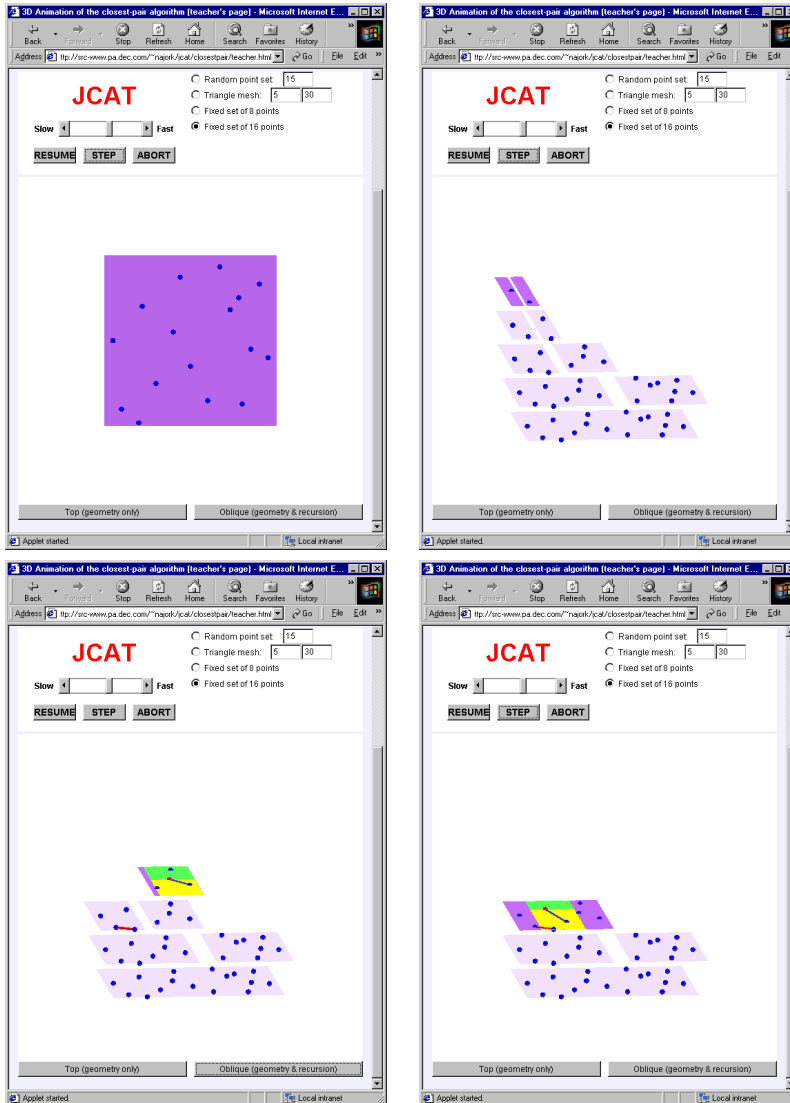 3D Animation of the closest-pair algorithm (teacher's page) - Microsoft Internet E...
Back Forward Stop Refresh Home Search Favorites History »
Address ttp://src-www.pa.dec.com/~najork/jcat/closestpair/teacher.html Go File Edit »
JCAT
Slow Fast
RESUME STEP ABORT
Random point set: 15
Triangle mesh: 5 30
Fixed set of 8 points
Fixed set of 16 points
Top (geometry only) Oblique (geometry & recursion)
Applet started. Local intranet
3D Animation of the closest-pair algorithm (teacher's page) - Microsoft Internet E...
Back Forward Stop Refresh Home Search Favorites History »
Address ttp://src-www.pa.dec.com/~najork/jcat/closestpair/teacher.html Go File Edit »
JCAT
Slow Fast
RESUME STEP ABORT
Random point set: 15
Triangle mesh: 5 30
Fixed set of 8 points
Fixed set of 16 points
Top (geometry only) Oblique (geometry & recursion)
Applet started. Local intranet
3D Animation of the closest-pair algorithm (teacher's page) - Microsoft Internet E...
Back Forward Stop Refresh Home Search Favorites History »
Address ttp://src-www.pa.dec.com/~najork/jcat/closestpair/teacher.html Go File Edit »
JCAT
Slow Fast
RESUME STEP ABORT
Random point set: 15
Triangle mesh: 5 30
Fixed set of 8 points
Fixed set of 16 points
Top (geometry only) Oblique (geometry & recursion)
Applet started. Local intranet
3D Animation of the closest-pair algorithm (teacher's page) - Microsoft Internet E...
Back Forward Stop Refresh Home Search Favorites History »
Address ttp://src-www.pa.dec.com/~najork/jcat/closestpair/teacher.html Go File Edit »
JCAT
Slow Fast
RESUME STEP ABORT
Random point set: 15
Triangle mesh: 5 30
Fixed set of 8 points
Fixed set of 16 points
Top (geometry only) Oblique (geometry & recursion)
Applet started. Local intranet